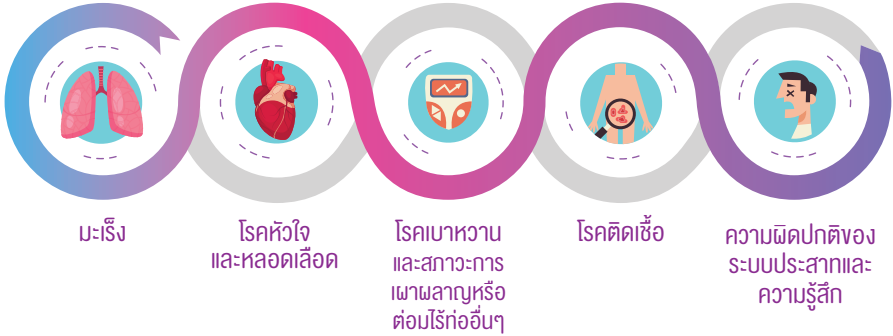 มะเร็ง
โรคหัวใจ
และหลอดเลือด
โรคเบาหวาน
และสภาวะการ
เผาผลาญหรือ
ต่อมไร้ท่ออื่นๆ
โรคติดเชื้อ
ความผิดปกติของ
ระบบประสาทและ
ความรู้สึก